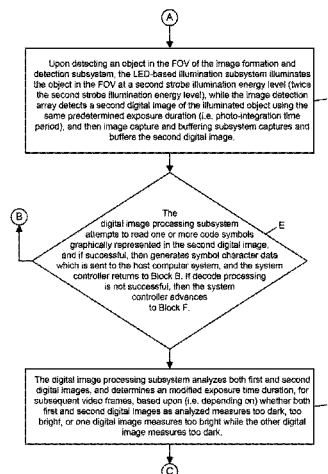 A
Upon detecting an object in the FOV of the image formation and
detection subsystem, the LED-based illumination subsystem illuminates
the object in the FOV at a second strobe illumination energy level (twice
the second strobe illumination energy level), while the image detection
array detects a second digital image of the illuminated object using the
same predetermined exposure duration (i.e. photo-integration time
period), and then image capture and buffering subsystem captures and
buffers the second digital image.
B
E
The
digital image processing subsystem
attempts to read one or more code symbols
graphically represented in the second digital image,
and if successful, then generates symbol character data
which is sent to the host computer system, and the system
controller returns to Block B. If decode processing
is not successful, then the system
controller advances
to Block F.
The digital image processing subsystem analyzes both first and second
digital images, and determines an modified exposure time duration, for
subsequent video frames, based upon (i.e. depending on) whether both
first and second digital images as analyzed measures too dark, too
bright, or one digital image measures too bright while the other digital
image measures too dark.
C